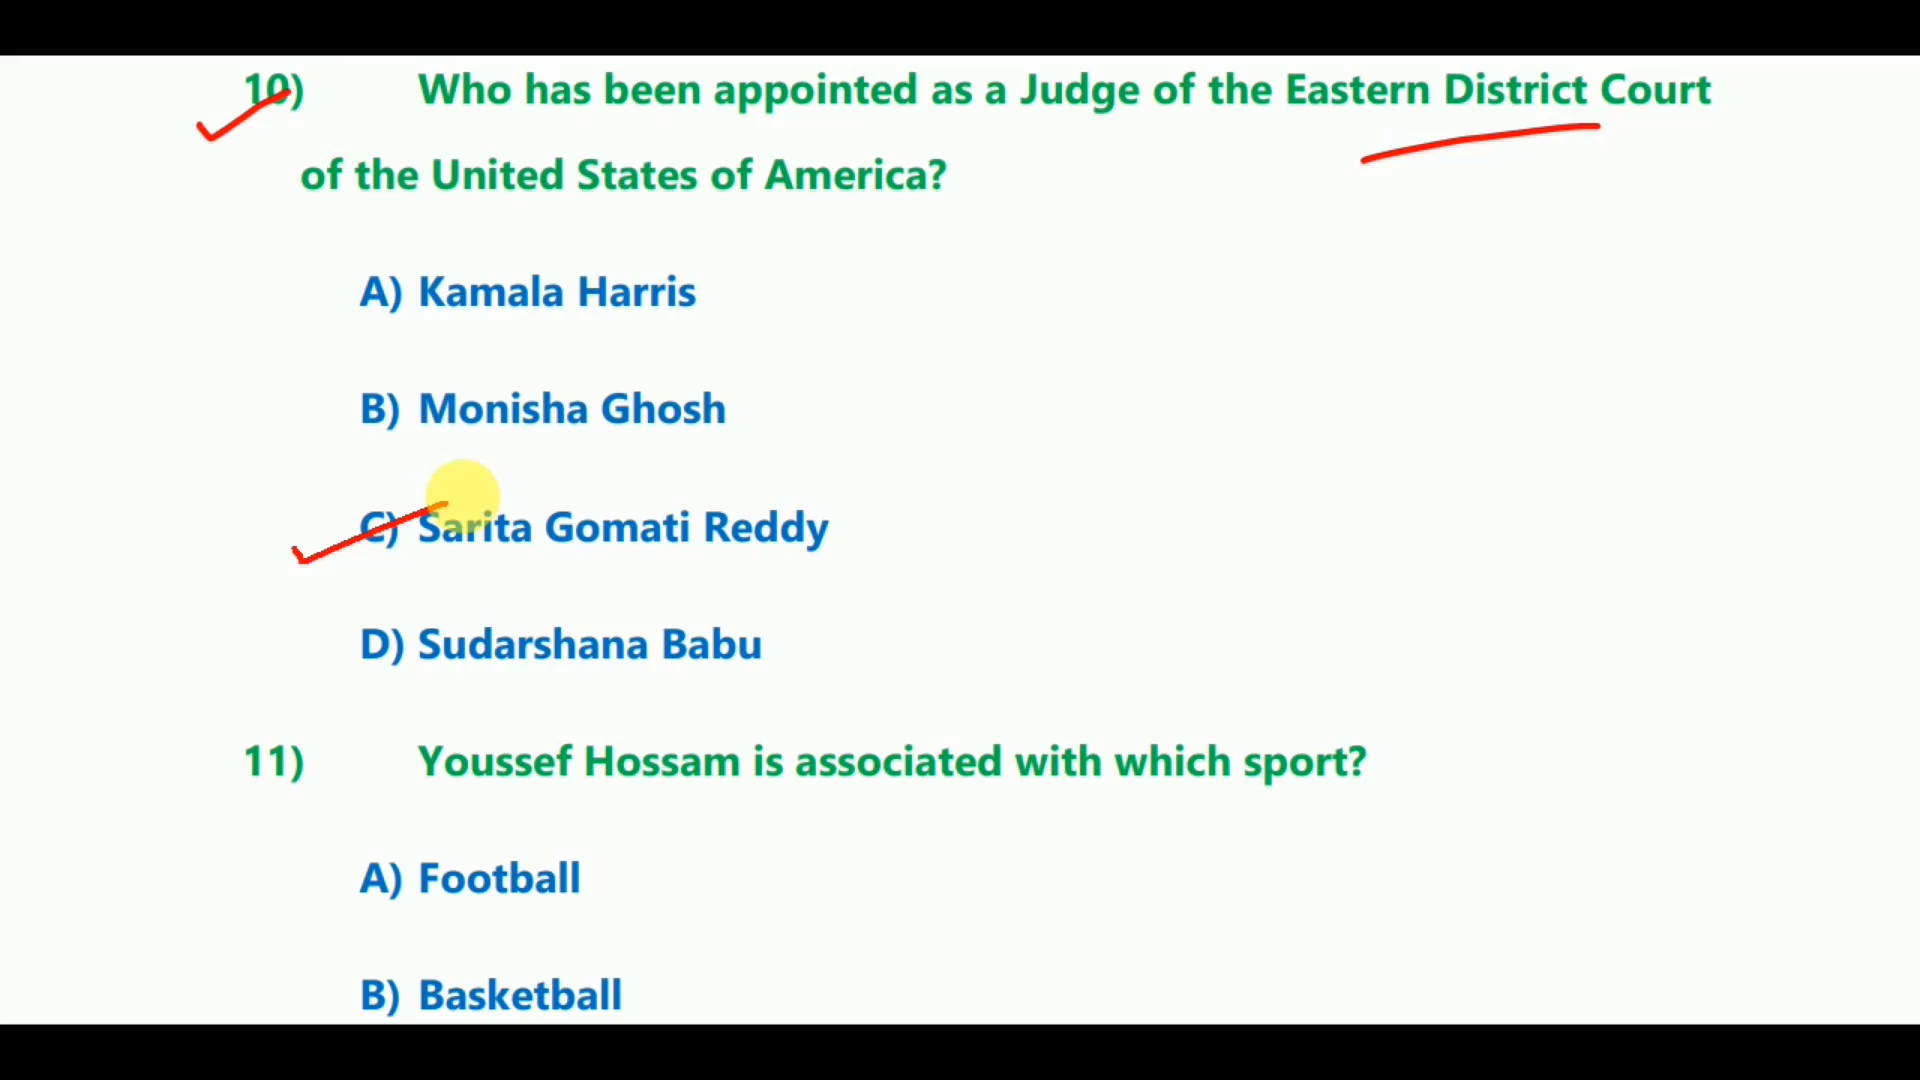 10) Who has been appointed as a Judge of the Eastern District Court
of the United States of America?
A) Kamala Harris
B) Monisha Ghosh
C) Sarita Gomati Reddy
D) Sudarshana Babu
11) Youssef Hossam is associated with which sport?
A) Football
B) Basketball